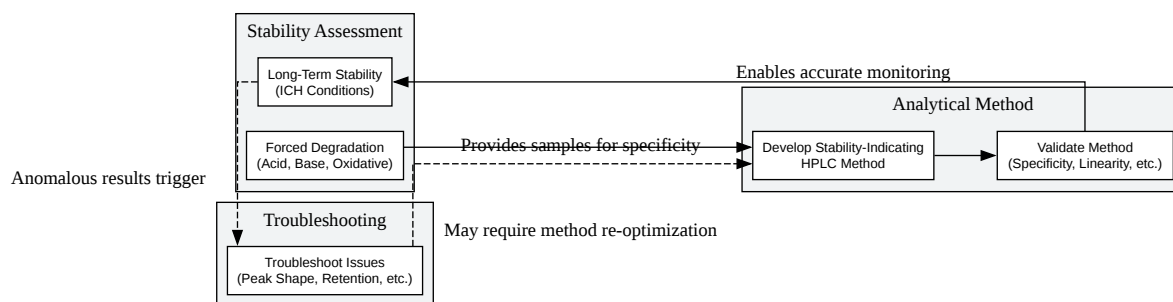 Stability Assessment
Long-Term Stability
(ICH Conditions)
Enables accurate monitoring
Analytical Method
Forced Degradation
(Acid, Base, Oxidative)
Provides samples for specificity
Develop Stability-Indicating
HPLC Method
Validate Method
(Specificity, Linearity, etc.)
Anomalous results trigger
Troubleshooting
May require method re-optimization
Troubleshoot Issues
(Peak Shape, Retention, etc.)